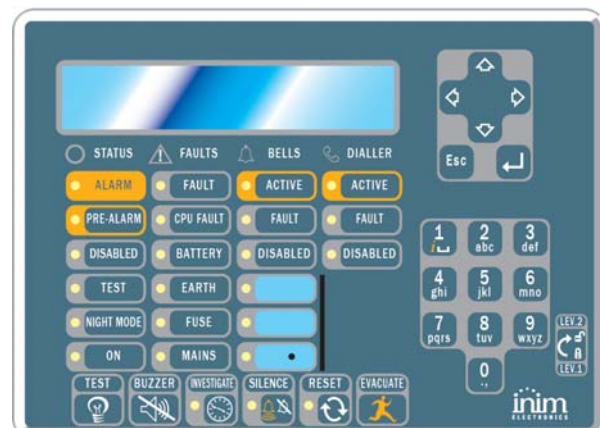 STATUS FAULTS BELLS DIALLER
ALARM FAULT ACTIVE ACTIVE
PRE-ALARM CPU FAULT FAULT FAULT
DISABLED BATTERY DISABLED DISABLED
TEST EARTH
NIGHT MODE FUSE
ON MAINS
TEST BUZZER INVESTIGATE SILENCE RESET EVACUATE
Esc
1 2 abc 3 def
4 ghi 5 jkl 6 mno
7 pqrs 8 tuv 9 wxyz
0 .,
LEV.2
LEV.1
inim
ELECTRONICS